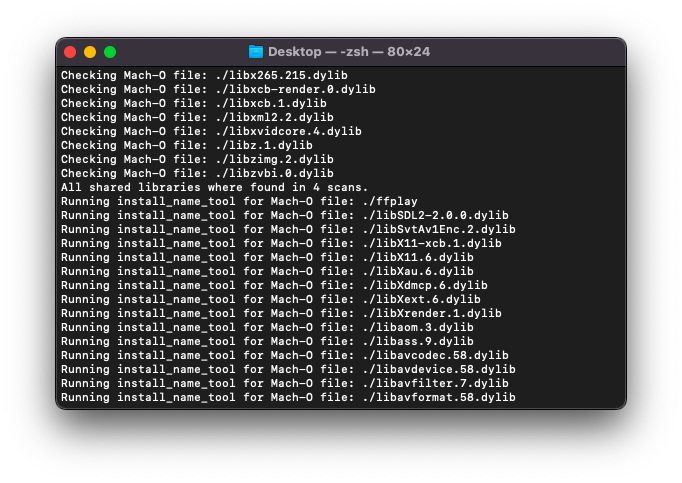 Desktop — -zsh — 80×24
Checking Mach-O file: ./libx265.215.dylib
Checking Mach-O file: ./libxcb-render.0.dylib
Checking Mach-O file: ./libxcb.1.dylib
Checking Mach-O file: ./libxml2.2.dylib
Checking Mach-O file: ./libxvidcore.4.dylib
Checking Mach-O file: ./libz.1.dylib
Checking Mach-O file: ./libzimg.2.dylib
Checking Mach-O file: ./libzvbi.0.dylib
All shared libraries where found in 4 scans.
Running install_name_tool for Mach-O file: ./ffplay
Running install_name_tool for Mach-O file: ./libSDL2-2.0.0.dylib
Running install_name_tool for Mach-O file: ./libSvtAv1Enc.2.dylib
Running install_name_tool for Mach-O file: ./libX11-xcb.1.dylib
Running install_name_tool for Mach-O file: ./libX11.6.dylib
Running install_name_tool for Mach-O file: ./libXau.6.dylib
Running install_name_tool for Mach-O file: ./libXdmcp.6.dylib
Running install_name_tool for Mach-O file: ./libXext.6.dylib
Running install_name_tool for Mach-O file: ./libXrender.1.dylib
Running install_name_tool for Mach-O file: ./libaom.3.dylib
Running install_name_tool for Mach-O file: ./libass.9.dylib
Running install_name_tool for Mach-O file: ./libavcodec.58.dylib
Running install_name_tool for Mach-O file: ./libavdevice.58.dylib
Running install_name_tool for Mach-O file: ./libavfilter.7.dylib
Running install_name_tool for Mach-O file: ./libavformat.58.dylib